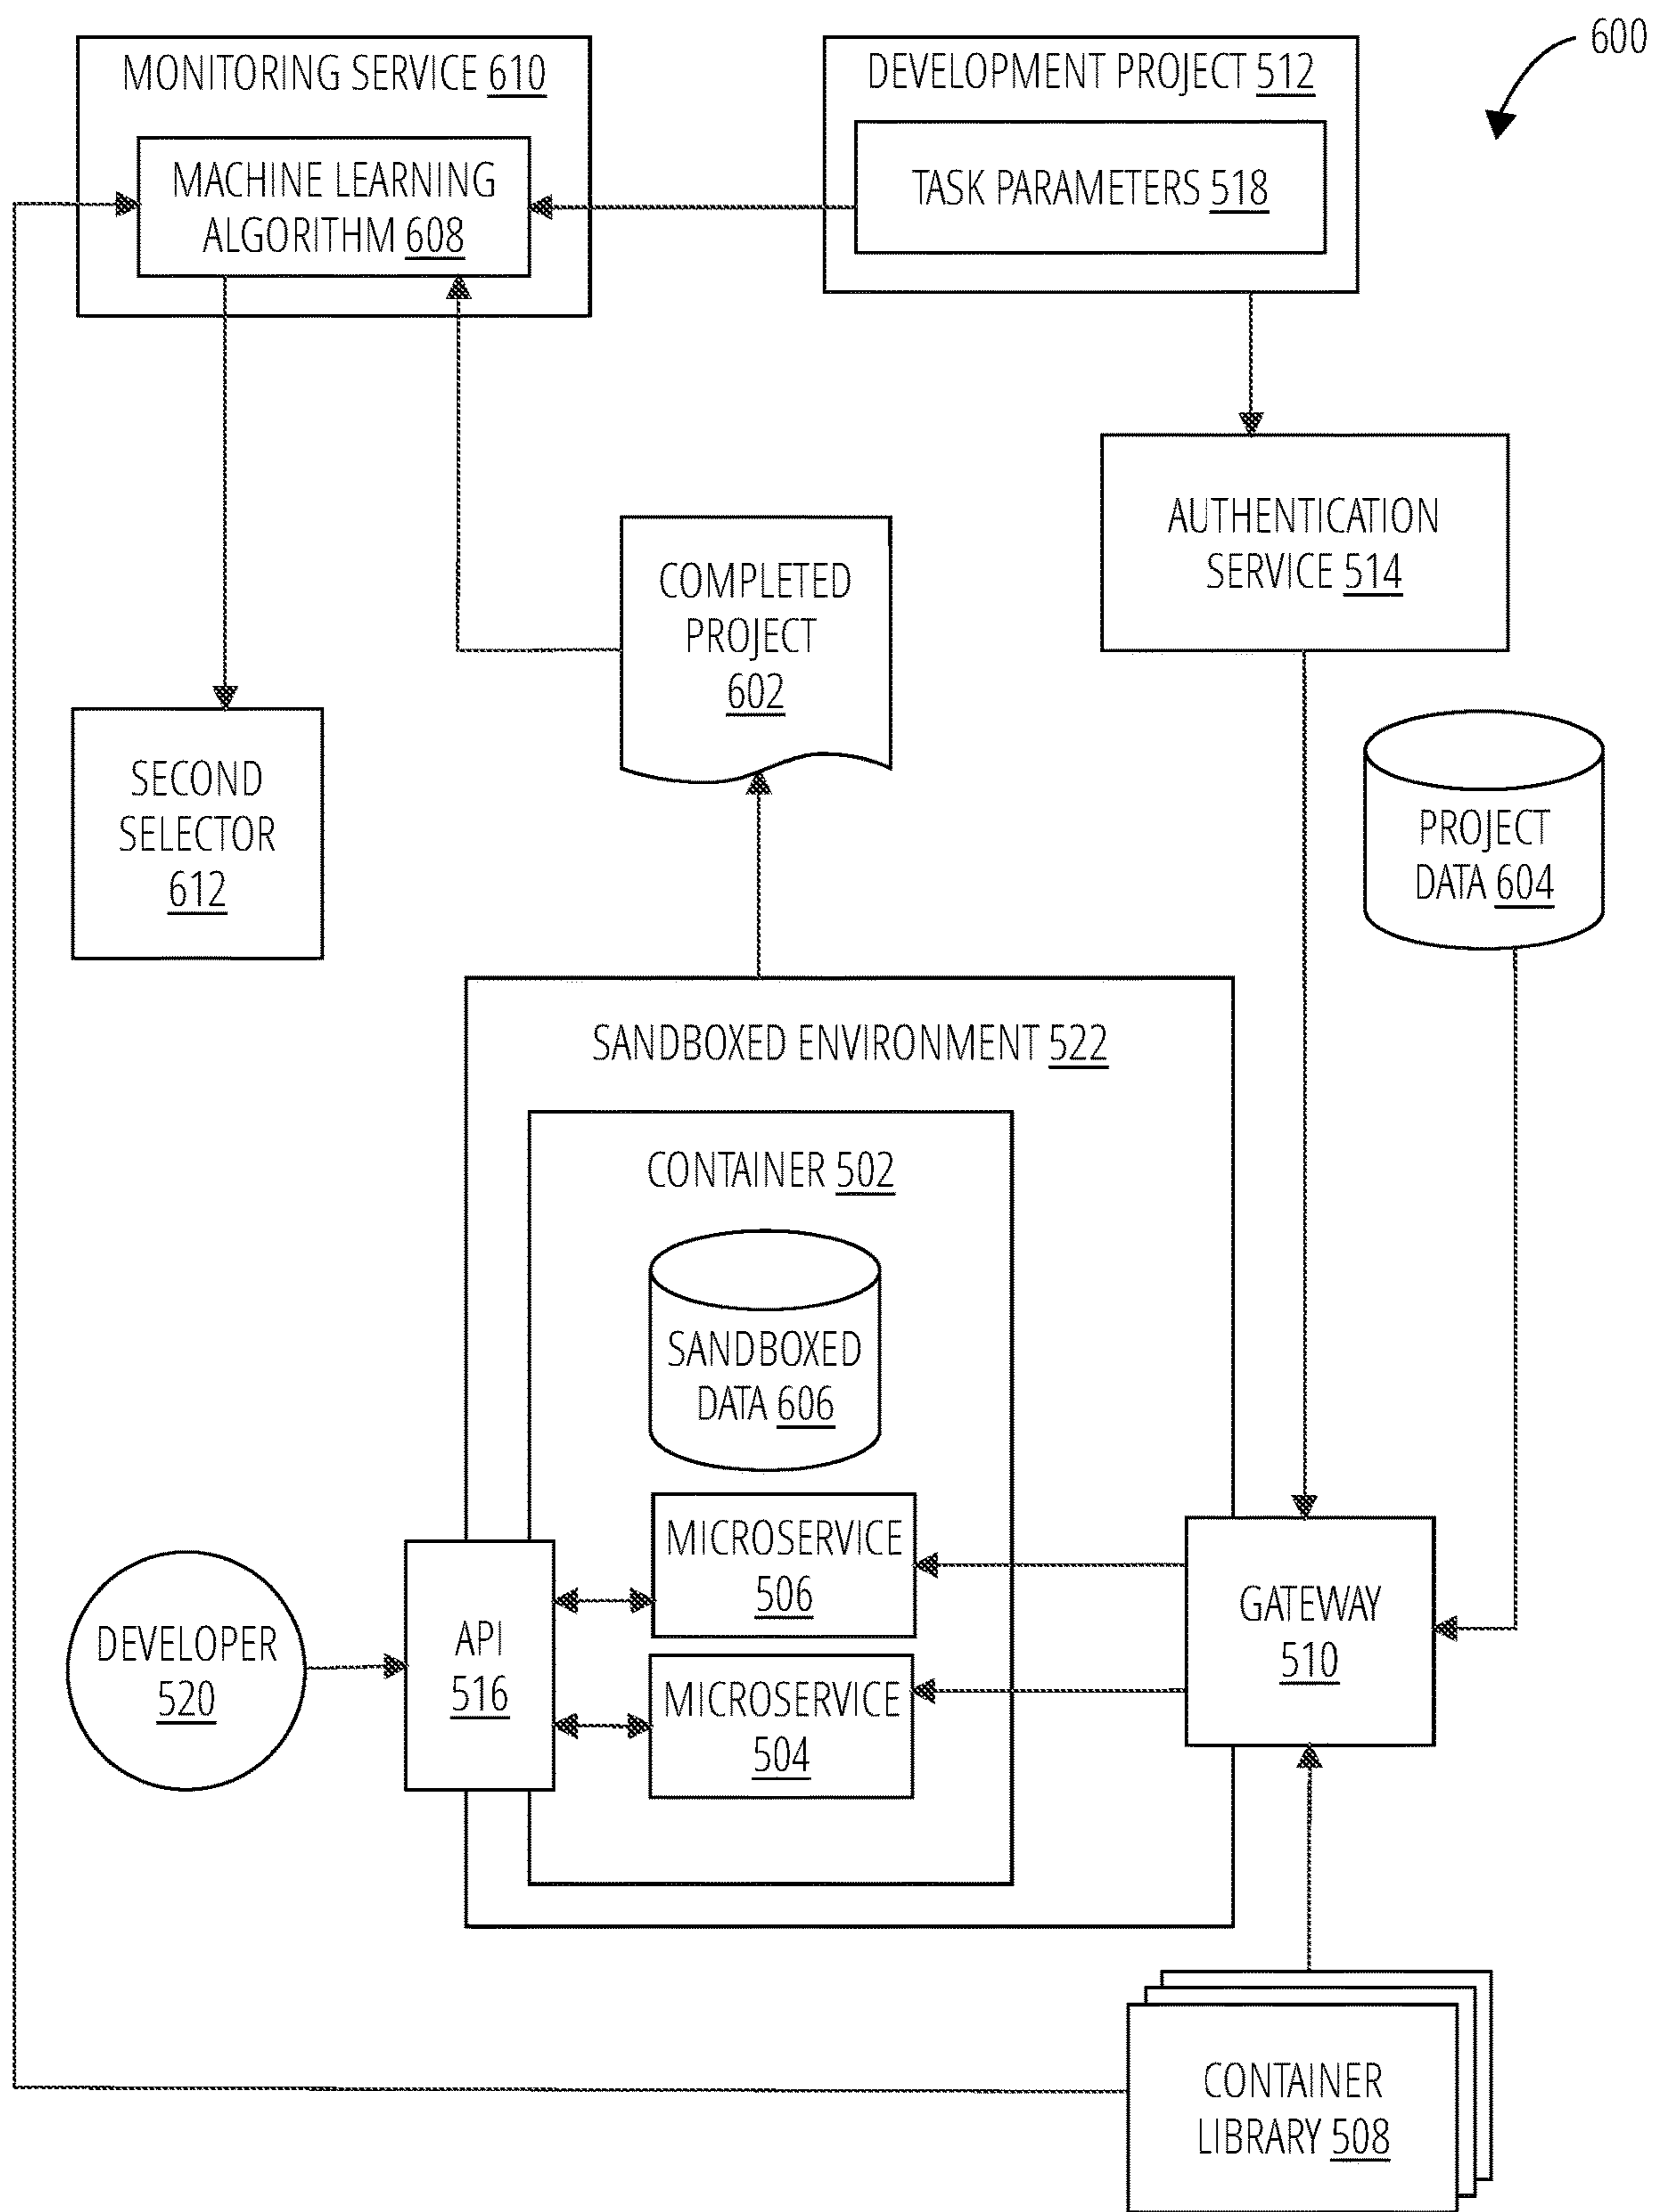 600
MONITORING SERVICE 610
MACHINE LEARNING
ALGORITHM 608
DEVELOPMENT PROJECT 512
TASK PARAMETERS 518
AUTHENTICATION
SERVICE 514
COMPLETED
PROJECT
602
SECOND
SELECTOR
612
PROJECT
DATA 604
SANDBOXED ENVIRONMENT 522
CONTAINER 502
SANDBOXED
DATA 606
MICROSERVICE
506
MICROSERVICE
504
DEVELOPER
520
API
516
GATEWAY
510
CONTAINER
LIBRARY 508